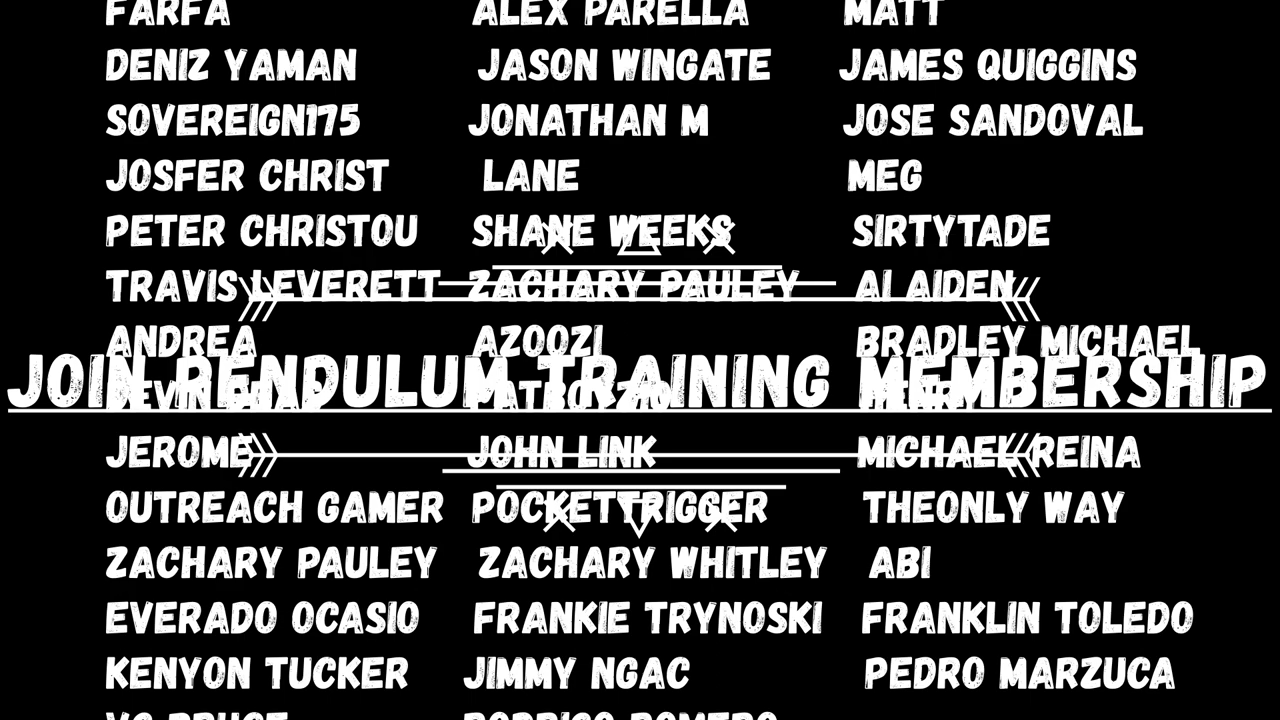 FARFA ALEX PARELLA MATT
DENIZ YAMAN JASON WINGATE JAMES QUIGGINS
SOVEREIGN175 JONATHAN M JOSE SANDOVAL
JOSFER CHRIST LANE MEG
PETER CHRISTOU SHANE WEEKS SIRTYTADE
TRAVIS LEVERETT ZACHARY PAULEY AI AIDEN
ANDREA AZOOZI BRADLEY MICHAEL
JOIN PENDULUM TRAINING MEMBERSHIP
JEROME JOHN LINK MICHAEL REINA
OUTREACH GAMER POCKETTRIGGER THEONLY WAY
ZACHARY PAULEY ZACHARY WHITLEY ABI
EVERADO OCASIO FRANKIE TRYNOSKI FRANKLIN TOLEDO
KENYON TUCKER JIMMY NGAC PEDRO MARZUCA
RODRIGO ROMERO